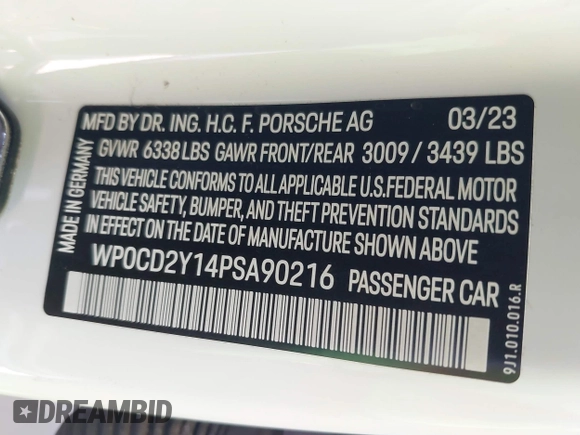 MFD BY DR. ING. H.C. F. PORSCHE AG 03/23
GVWR 6338 LBS GAWR FRONT/REAR 3009 / 3439 LBS
THIS VEHICLE CONFORMS TO ALL APPLICABLE U.S.FEDERAL MOTOR
VEHICLE SAFETY, BUMPER, AND THEFT PREVENTION STANDARDS
IN EFFECT ON THE DATE OF MANUFACTURE SHOWN ABOVE
WP0CD2Y14PSA90216 PASSENGER CAR
MADE IN GERMANY
9J1.010.016.R
DREAMBID